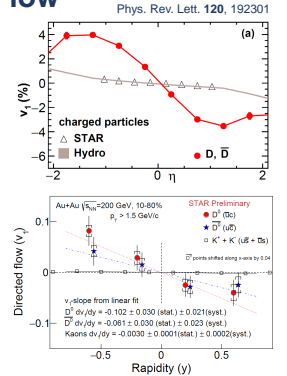 low
Phys. Rev. Lett. 120, 192301
(a)
v₁ (%)
4
2
0
−2
−4
−6
charged particles
STAR
Hydro
D, D̅
−2
−1
0
η
1
2
Au+Au √sNN=200 GeV, 10-80%
pT > 1.5 GeV/c
STAR Preliminary
D⁰ (u̅c)
D̅⁰ (uc̅)
K⁺ + K⁻ (us̅ + u̅s)
D̅⁰ points shifted along x-axis by 0.04
Directed flow (v₁)
0.1
0
−0.1
v₁-slope from linear fit
D⁰ dv₁/dy = -0.102 ± 0.030 (stat.) ± 0.021(syst.)
D̅⁰ dv₁/dy = -0.061 ± 0.030 (stat.) ± 0.023 (syst.)
Kaons dv₁/dy = -0.0030 ± 0.0001(stat.) ± 0.0002(syst.)
−0.5
0.0
0.5
Rapidity (y)